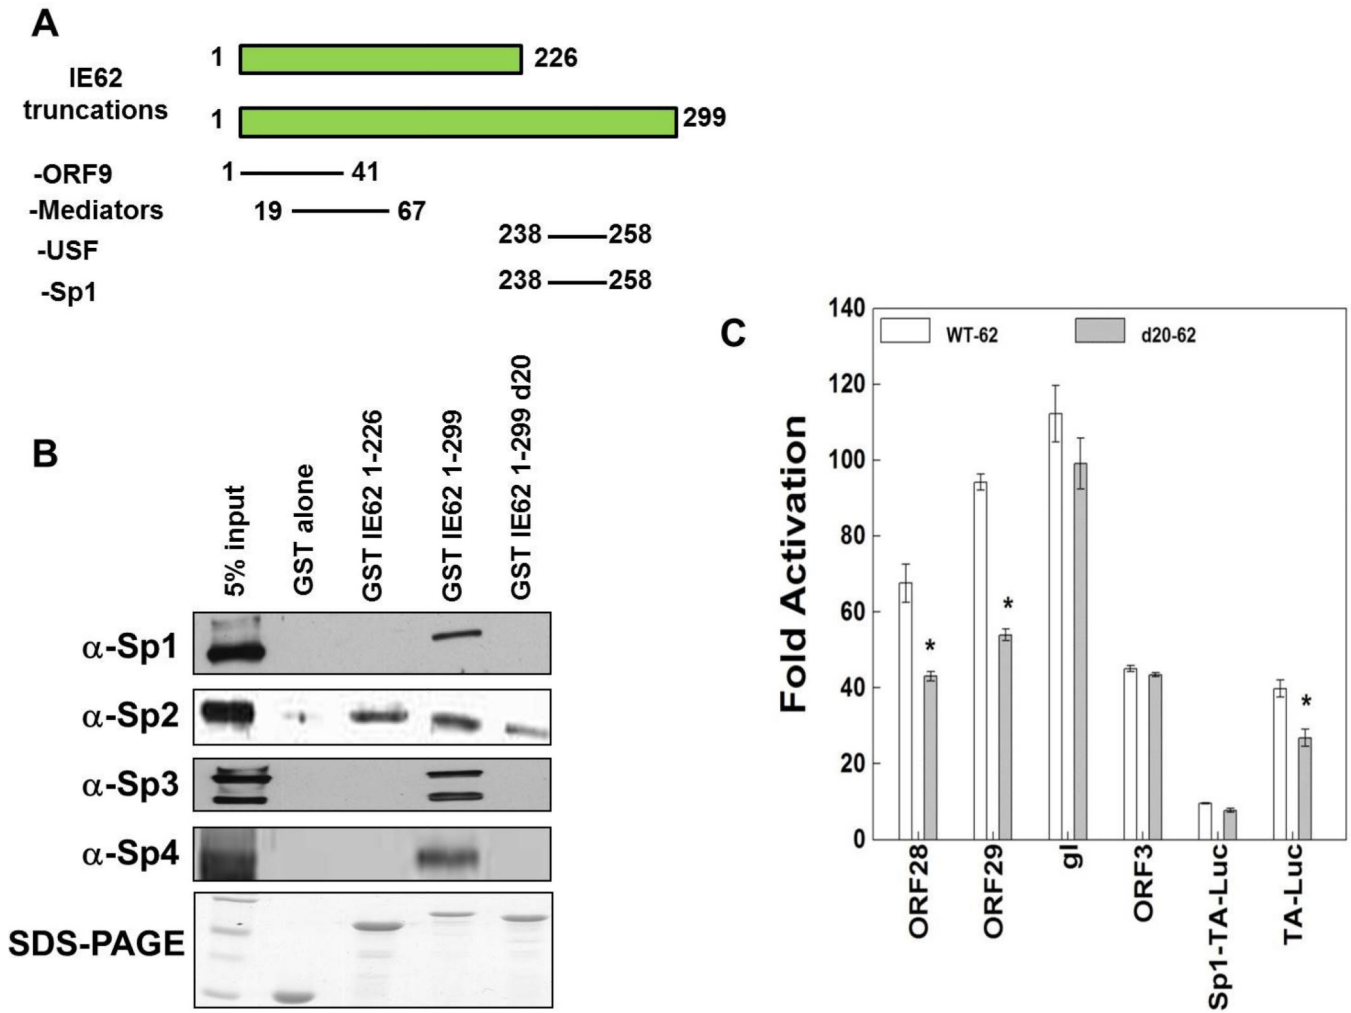 A
IE62
truncations
1 226
1 299
-ORF9 1 41
-Mediators 19 67
-USF 238 258
-Sp1 238 258
B
5% input
GST alone
GST IE62 1-226
GST IE62 1-299
GST IE62 1-299 d20
α-Sp1
α-Sp2
α-Sp3
α-Sp4
SDS-PAGE
C
WT-62 d20-62
Fold Activation
140
120
100
80
60
40
20
0
*
*
*
ORF28
ORF29
gI
ORF3
Sp1-TA-Luc
TA-Luc